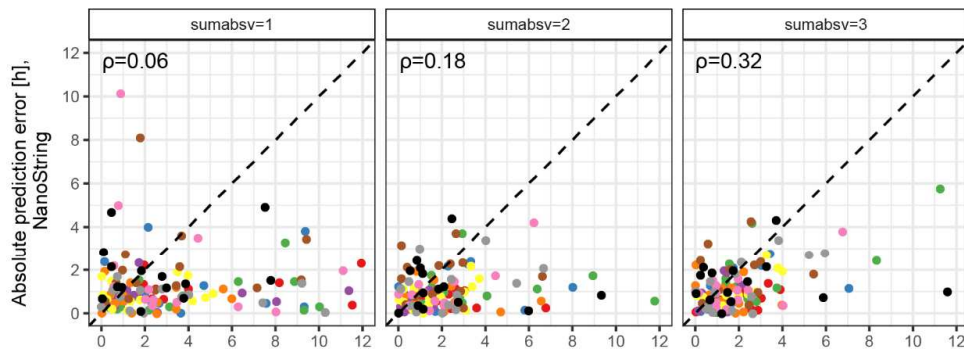 sumabsv=1 sumabsv=2 sumabsv=3
Absolute prediction error [h],
NanoString
12
10
8
6
4
2
0
ρ=0.06 ρ=0.18 ρ=0.32
0 2 4 6 8 10 12 0 2 4 6 8 10 12 0 2 4 6 8 10 12